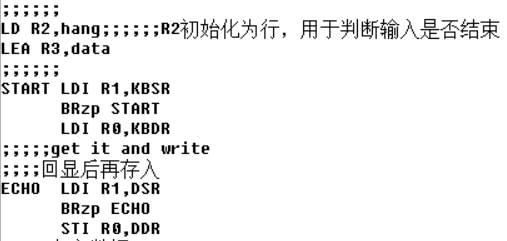 ;;;;;;
LD R2,hang;;;;;;R2初始化为行，用于判断输入是否结束
LEA R3,data
;;;;;;
START LDI R1,KBSR
      BRzp START
      LDI R0,KBDR
;;;;;get it and write
;;;;回显后再存入
ECHO  LDI R1,DSR
      BRzp ECHO
      STI R0,DDR